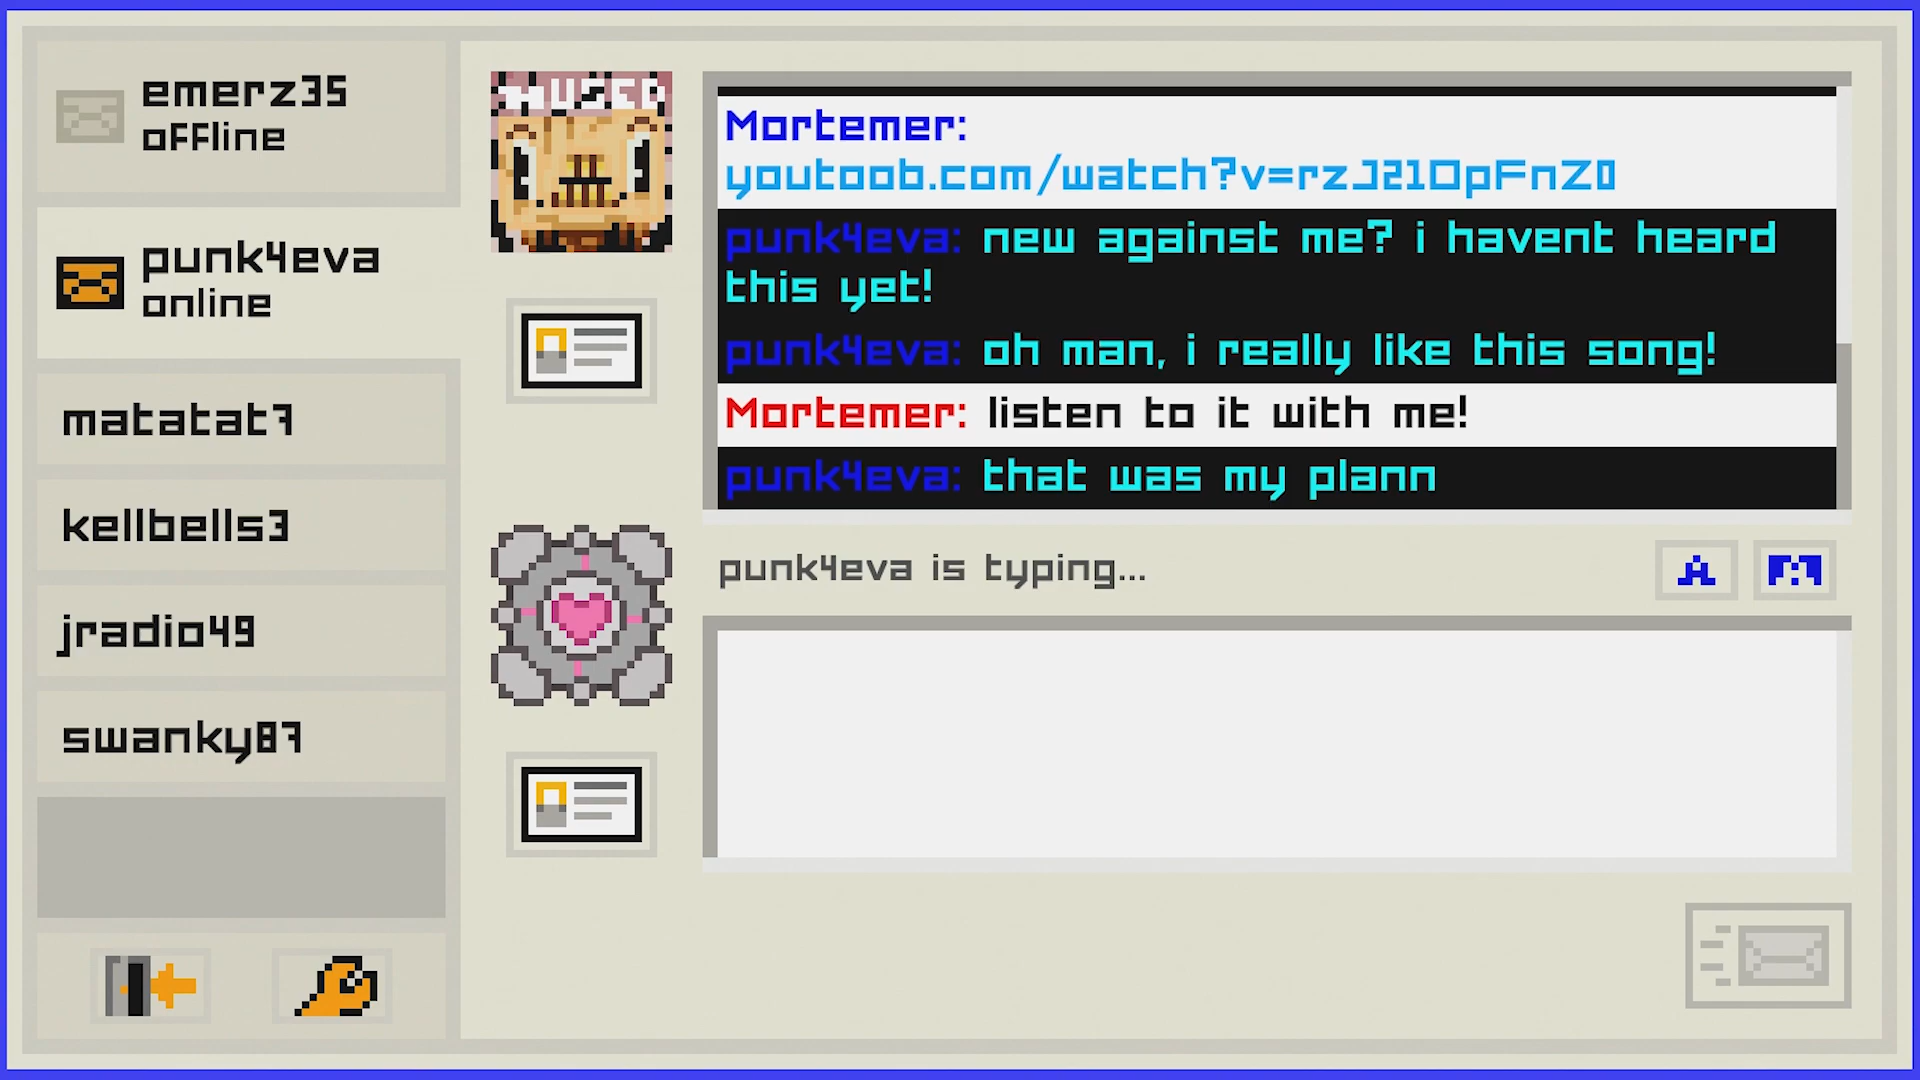 emerz35
offline
punk4eva
online
matatat7
kellbells3
jradio49
swanky87
Mortemer:
youtoob.com/watch?v=rzJ21OpFnZ0
punk4eva: new against me? i havent heard
this yet!
punk4eva: oh man, i really like this song!
Mortemer: listen to it with me!
punk4eva: that was my plann
punk4eva is typing...
A